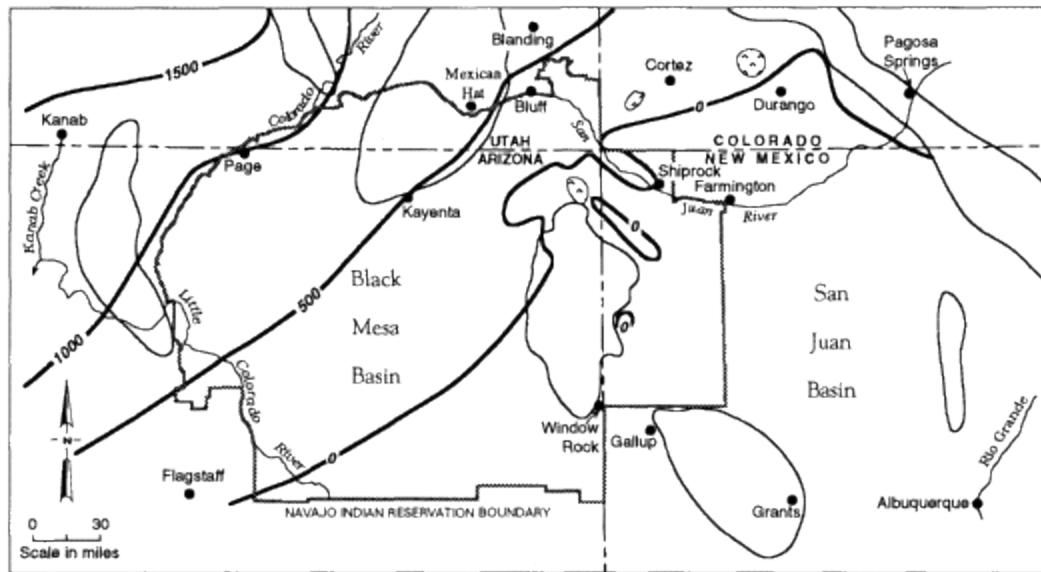 Blanding
River
Pagosa
Springs
1500
Mexican
Hat
Cortez
0
Durango
Colorado
Bluff
Kanab
San
UTAH
ARIZONA
COLORADO
NEW MEXICO
Page
Shiprock
Farmington
Kayenta
Juan
River
Kanab Creek
0
Black
Mesa
Basin
San
Juan
Basin
500
Little
Colorado
River
0
1000
N
Window
Rock
Gallup
Rio Grande
0
Flagstaff
Grants
Albuquerque
NAVAJO INDIAN RESERVATION BOUNDARY
0 30
Scale in miles